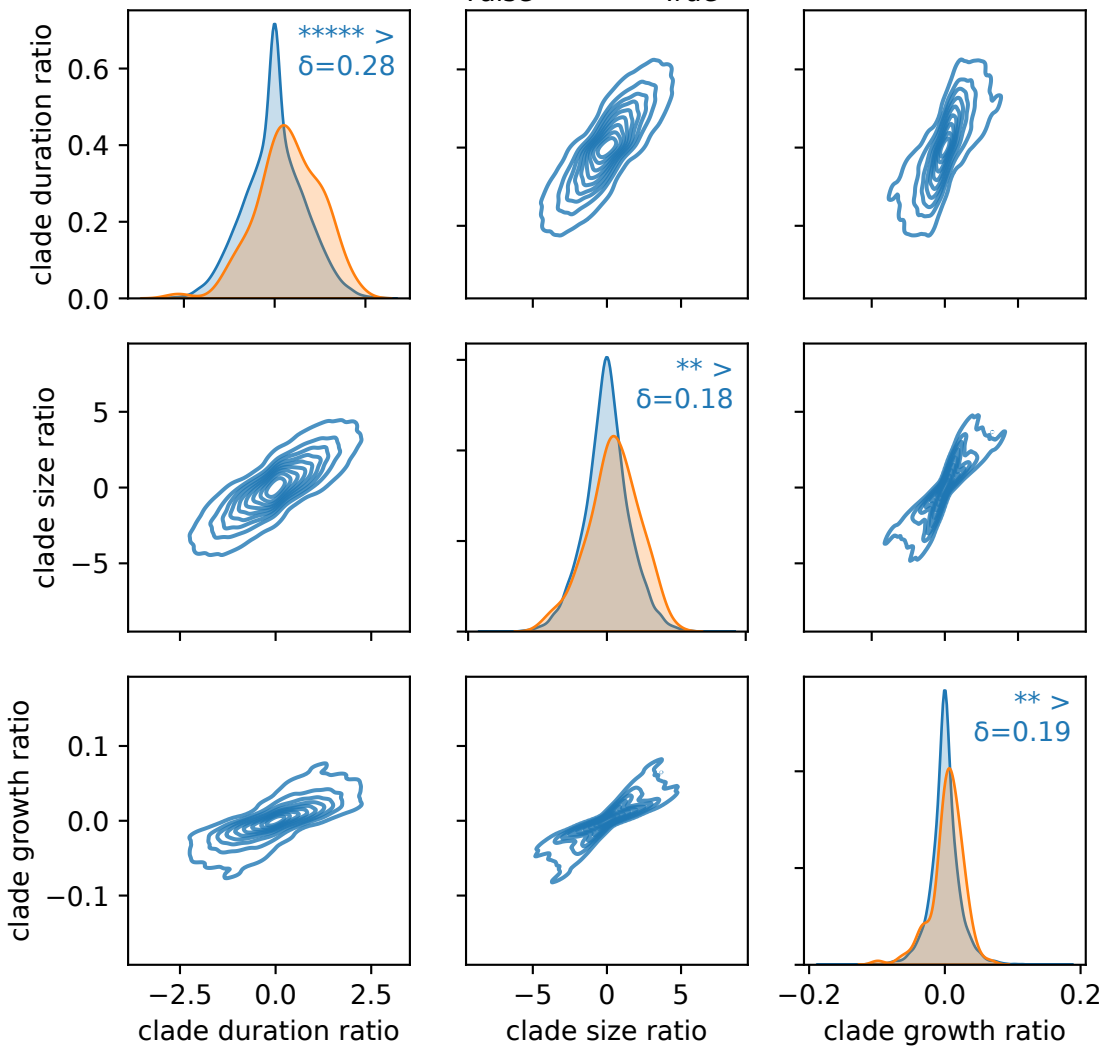 clade duration ratio
0.6
0.4
0.2
0.0
***** >
δ=0.28
clade size ratio
5
0
−5
** >
δ=0.18
clade growth ratio
0.1
0.0
−0.1
** >
δ=0.19
−2.5 0.0 2.5
−5 0 5
−0.2 0.0 0.2
clade duration ratio
clade size ratio
clade growth ratio